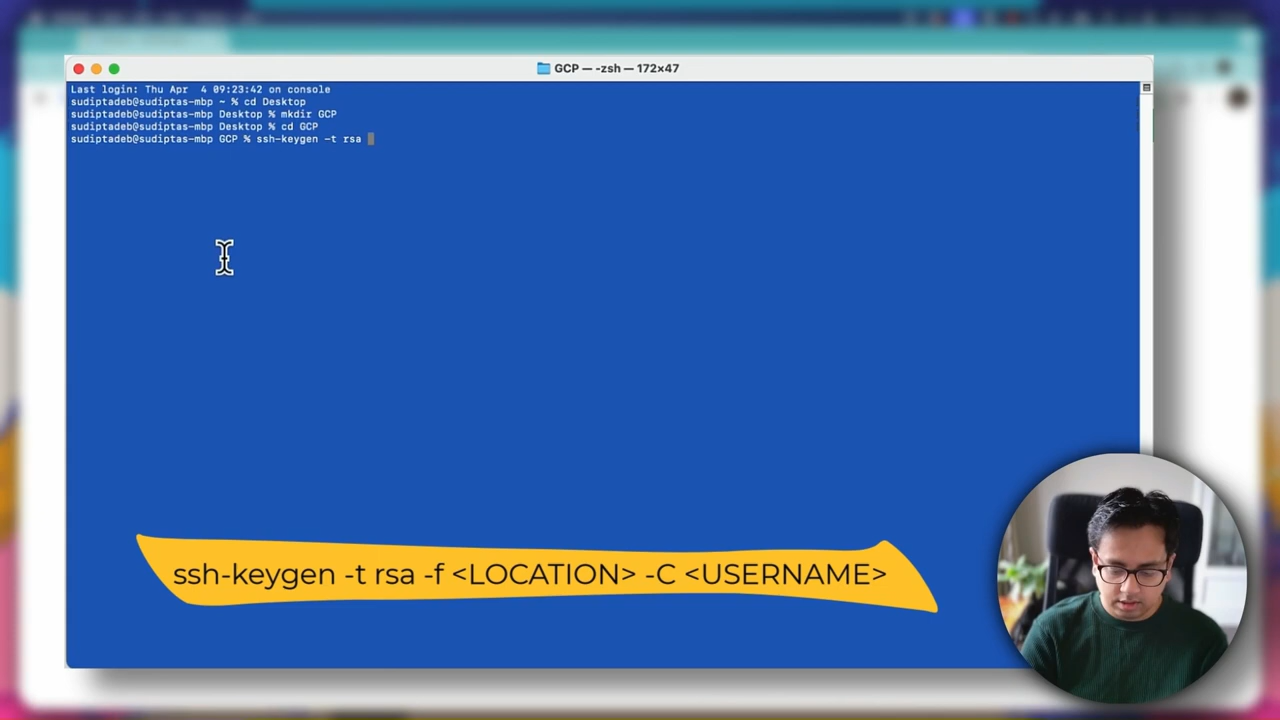 GCP — -zsh — 172×47
Last login: Thu Apr  4 09:23:42 on console
sudiptadeb@sudiptas-mbp ~ % cd Desktop
sudiptadeb@sudiptas-mbp Desktop % mkdir GCP
sudiptadeb@sudiptas-mbp Desktop % cd GCP
sudiptadeb@sudiptas-mbp GCP % ssh-keygen -t rsa
ssh-keygen -t rsa -f <LOCATION> -C <USERNAME>